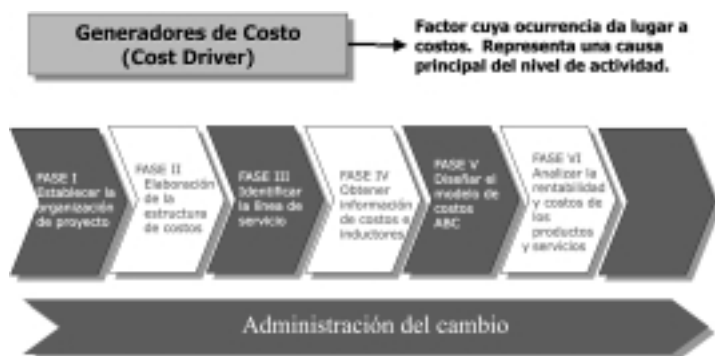 Generadores de Costo
(Cost Driver)
Factor cuya ocurrencia da lugar a
costos. Representa una causa
principal del nivel de actividad.
FASE I
Establecer la
organización
de proyecto
FASE II
Elaboración
de la
estructura
de costos
FASE III
Identificar
la línea de
servicio
FASE IV
Obtener
información
de costos e
inductores
FASE V
Diseñar el
modelo de
costos
ABC
FASE VI
Analizar la
rentabilidad
y costos de
los
productos
y servicios
Administración del cambio